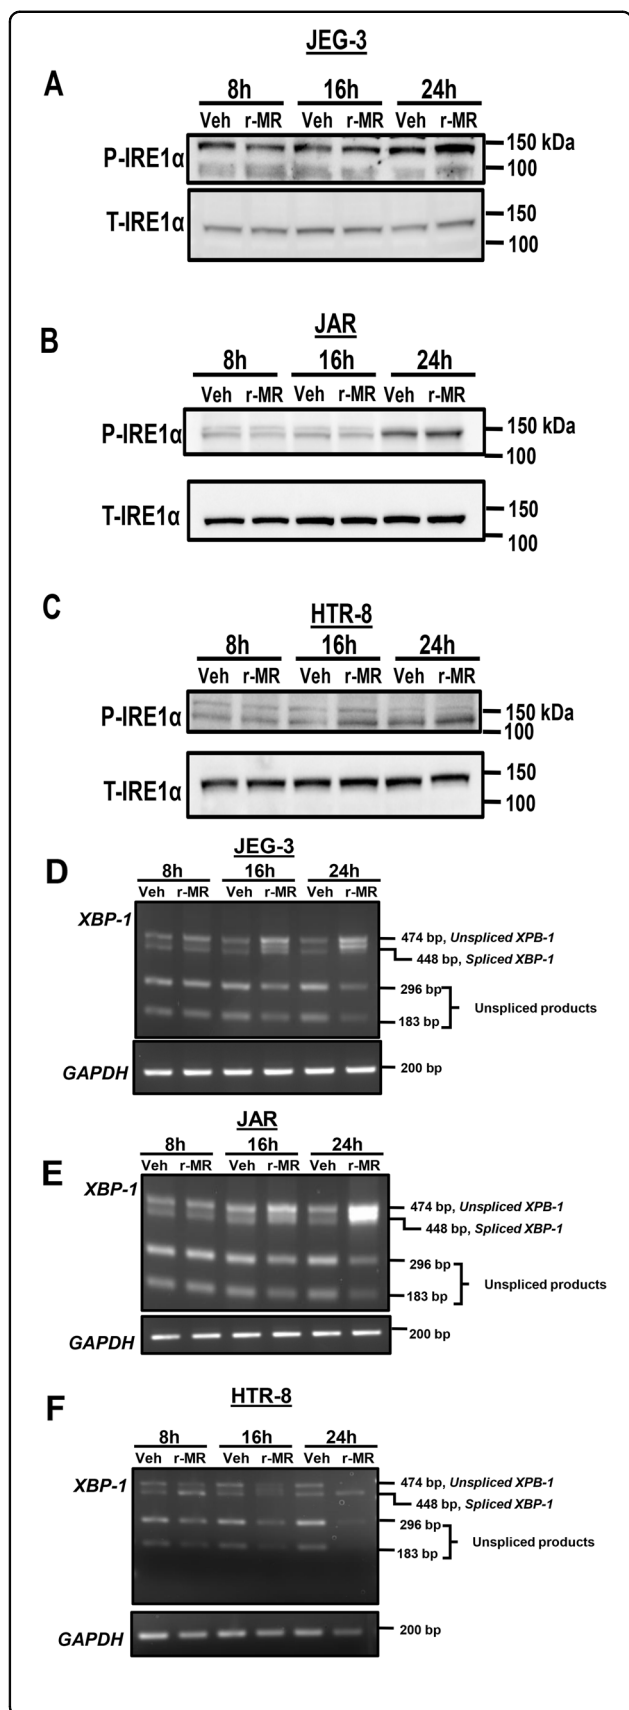 JEG-3
A
8h 16h 24h
Veh r-MR Veh r-MR Veh r-MR
P-IRE1α 150 kDa
100
T-IRE1α 150
100
JAR
B
8h 16h 24h
Veh r-MR Veh r-MR Veh r-MR
P-IRE1α 150 kDa
100
T-IRE1α 150
100
C
HTR-8
8h 16h 24h
Veh r-MR Veh r-MR Veh r-MR
P-IRE1α 150 kDa
100
T-IRE1α 150
100
JEG-3
D
8h 16h 24h
Veh r-MR Veh r-MR Veh r-MR
XBP-1
474 bp, Unspliced XPB-1
448 bp, Spliced XBP-1
296 bp
Unspliced products
183 bp
GAPDH 200 bp
JAR
8h 16h 24h
E
Veh r-MR Veh r-MR Veh r-MR
XBP-1
474 bp, Unspliced XPB-1
448 bp, Spliced XBP-1
296 bp
Unspliced products
183 bp
GAPDH 200 bp
F
HTR-8
8h 16h 24h
Veh r-MR Veh r-MR Veh r-MR
XBP-1
474 bp, Unspliced XPB-1
448 bp, Spliced XBP-1
296 bp
Unspliced products
183 bp
GAPDH 200 bp